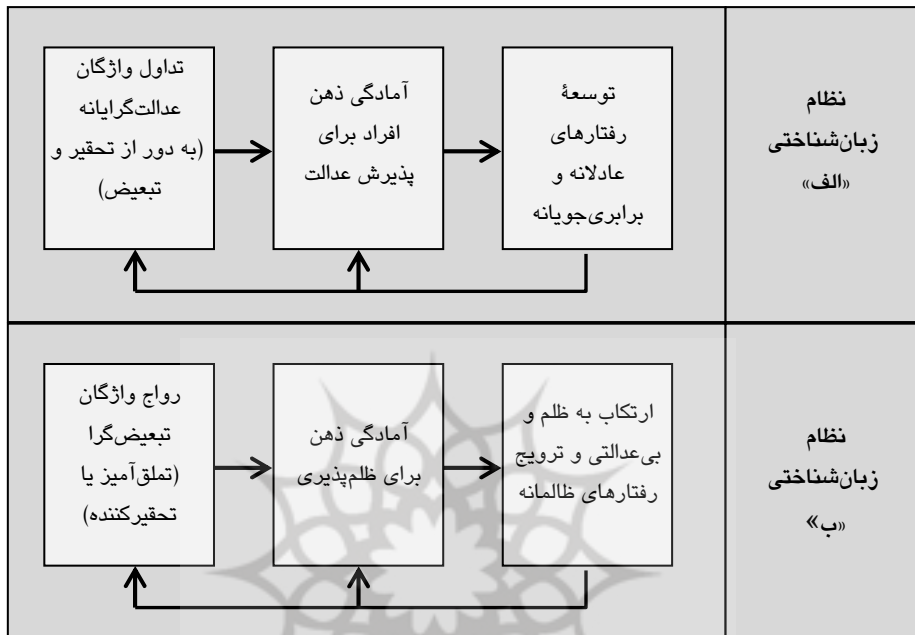 نظام
زبان‌شناختی
«الف»
تداول واژگان
عدالت‌گرایانه
(به دور از تحقیر و
تبعیض)
آمادگی ذهن
افراد برای
پذیرش عدالت
توسعهٔ
رفتارهای
عادلانه و
برابری‌جویانه
نظام
زبان‌شناختی
«ب»
رواج واژگان
تبعیض‌گرا
(تملق‌آمیز یا
تحقیرکننده)
آمادگی ذهن
برای ظلم‌پذیری
ارتکاب به ظلم و
بی‌عدالتی و ترویج
رفتارهای ظالمانه